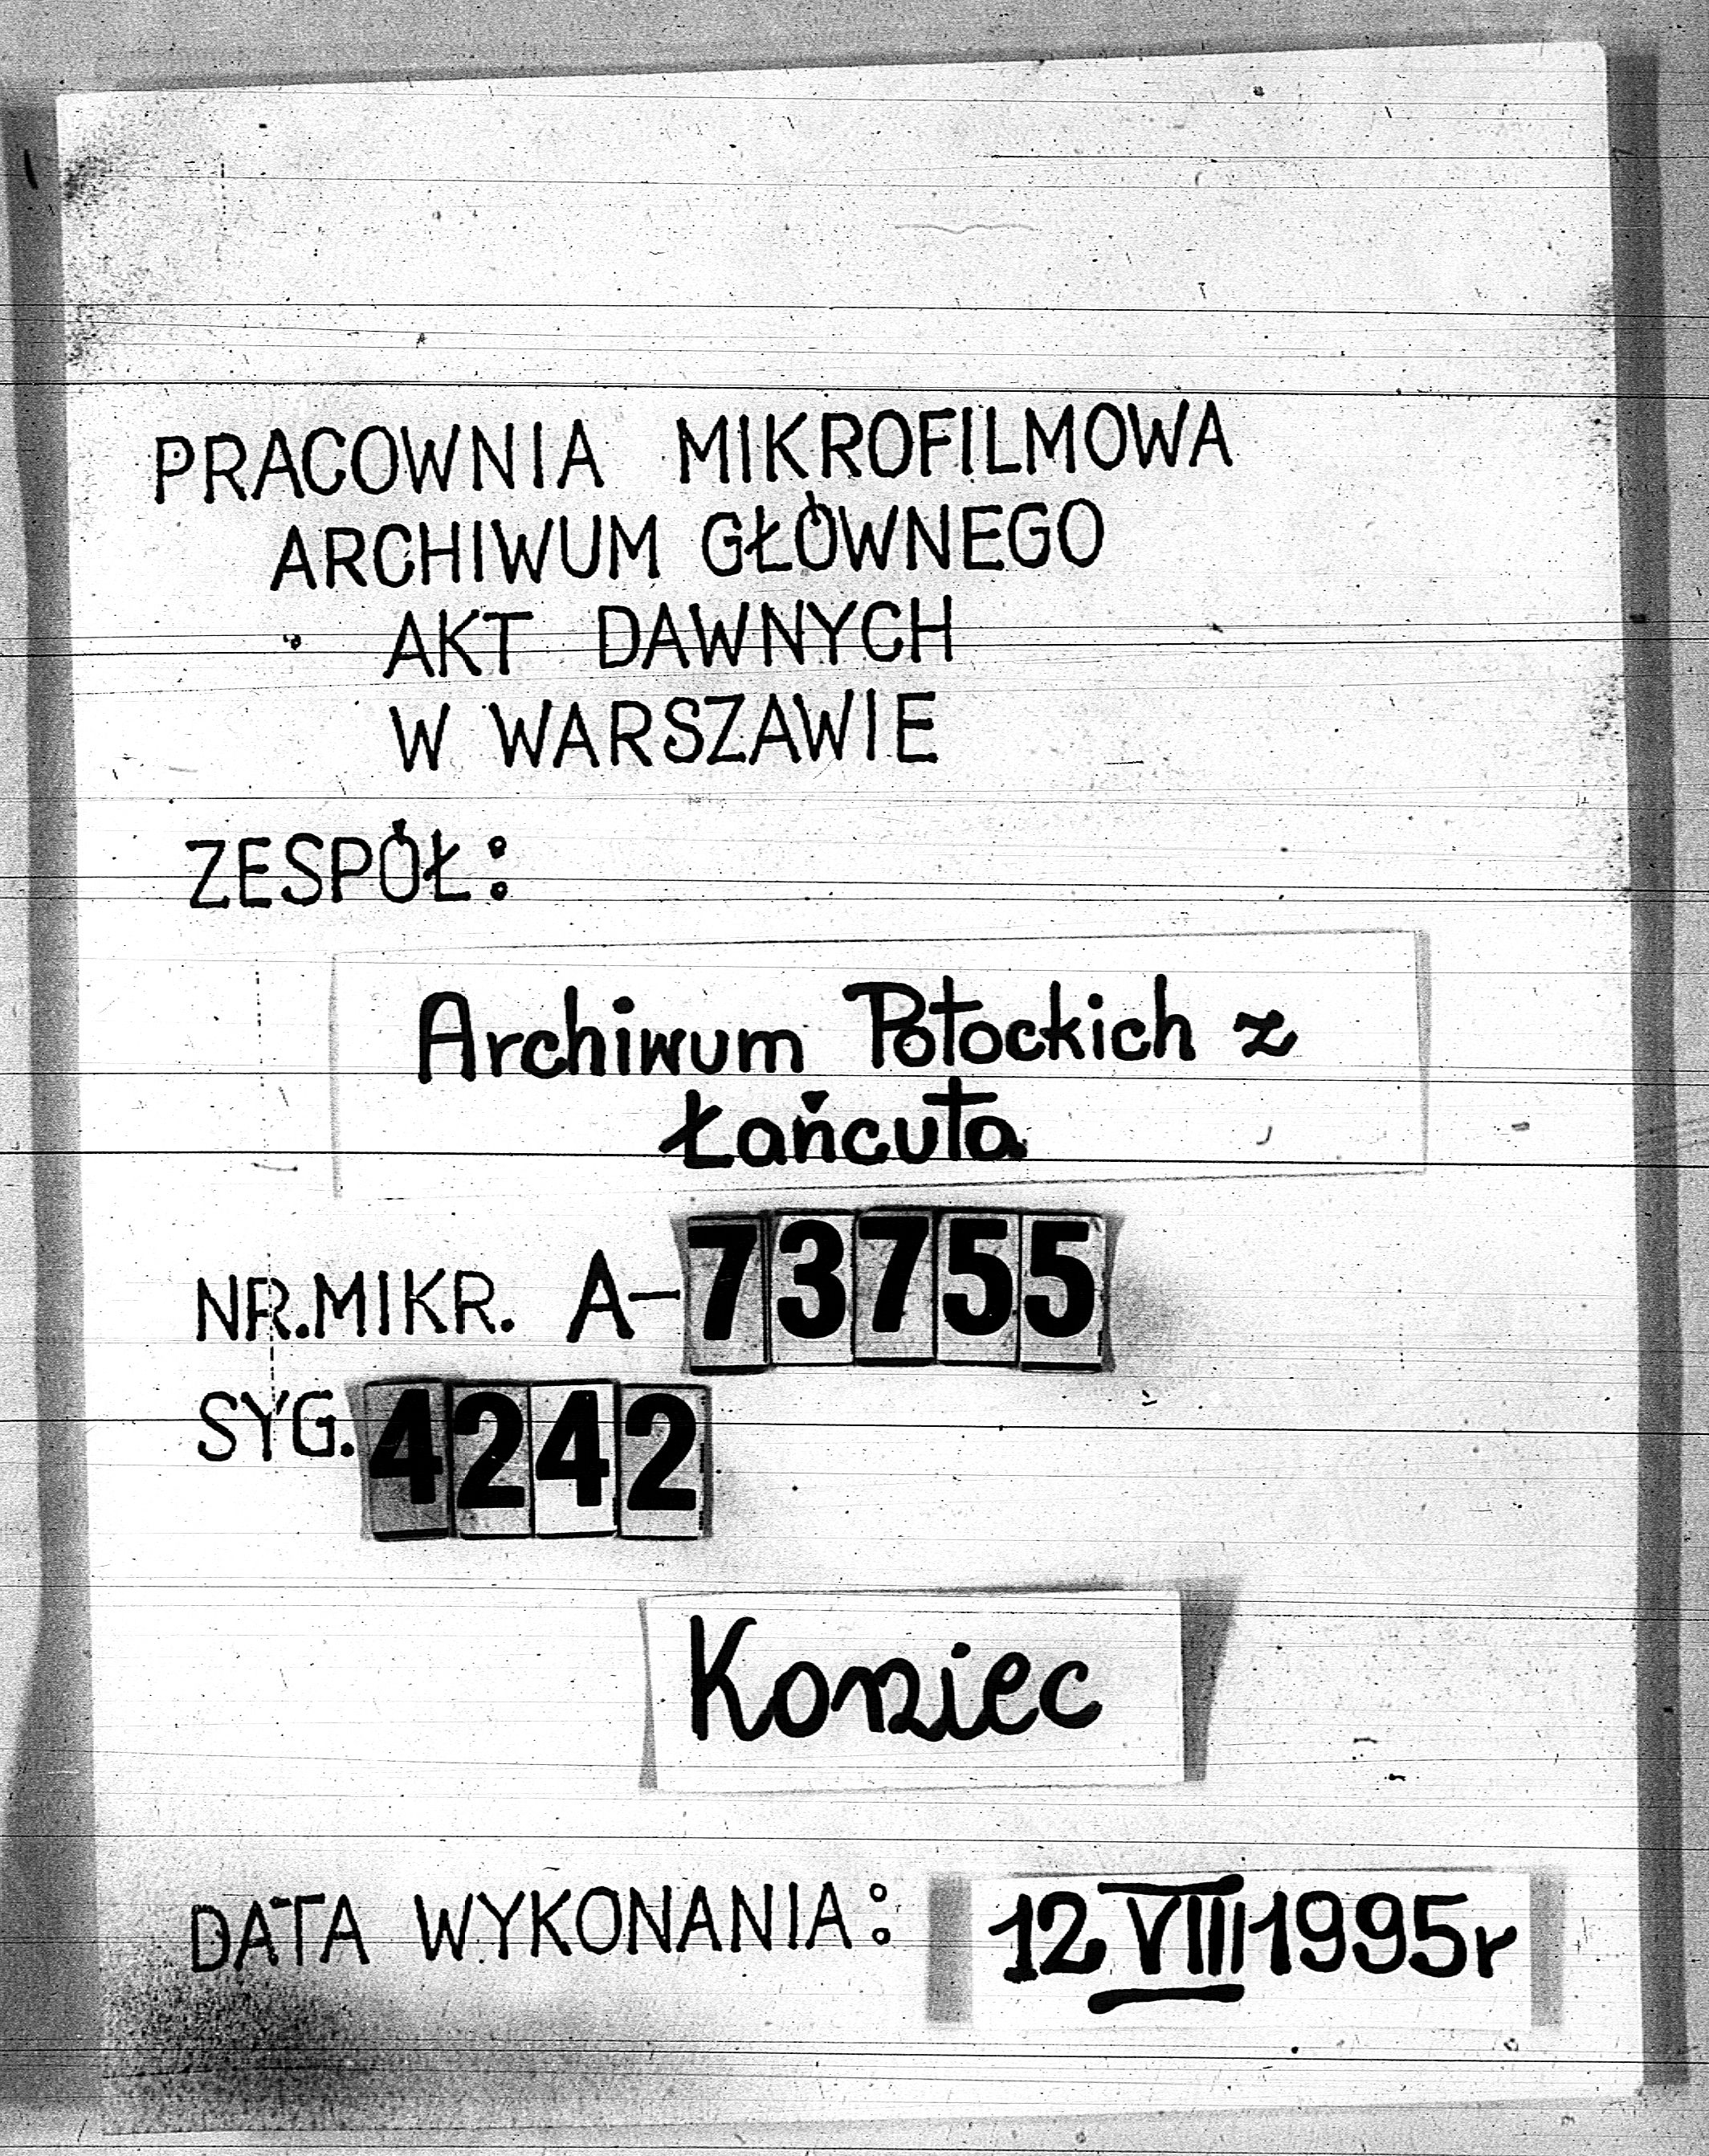 PRACOWNIA MIKROFILMOWA
ARCHIWUM GŁÓWNEGO
AKT DAWNYCH
W WARSZAWIE
ZESPÓŁ:
Archiwum Potockich z
Łańcuta
NR.MIKR. A-73755
SYG. 4242
Koniec
DATA WYKONANIA: 12 VIII 1995r